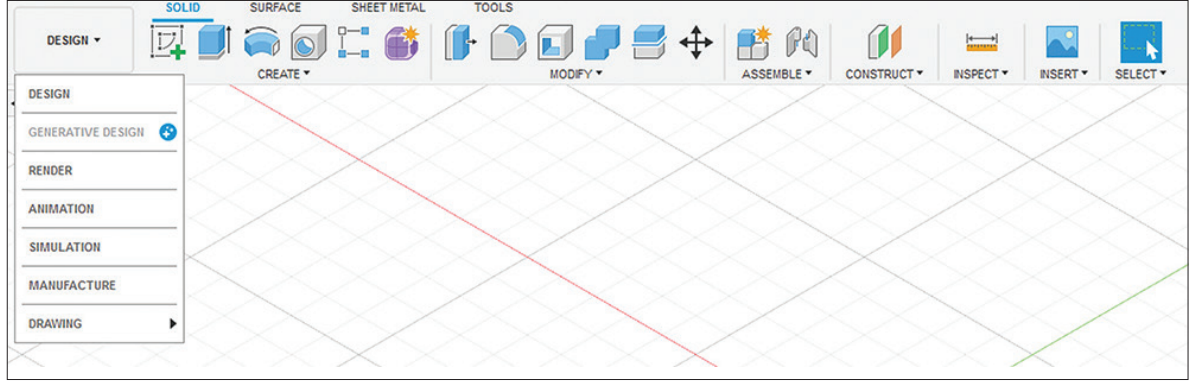 SOLID SURFACE SHEET METAL TOOLS
DESIGN
CREATE MODIFY ASSEMBLE CONSTRUCT INSPECT INSERT SELECT
DESIGN
GENERATIVE DESIGN
RENDER
ANIMATION
SIMULATION
MANUFACTURE
DRAWING